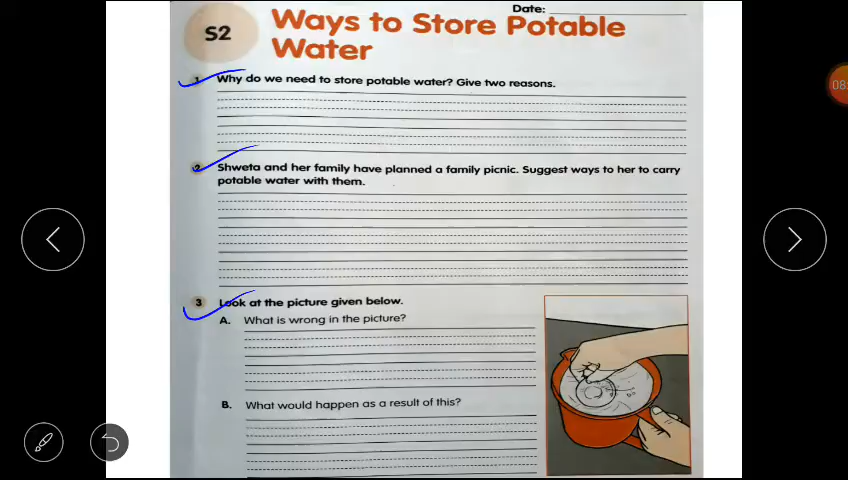 Date:
S2
Ways to Store Potable
Water
1 Why do we need to store potable water? Give two reasons.
2 Shweta and her family have planned a family picnic. Suggest ways to her to carry
potable water with them.
3 Look at the picture given below.
A. What is wrong in the picture?
B. What would happen as a result of this?